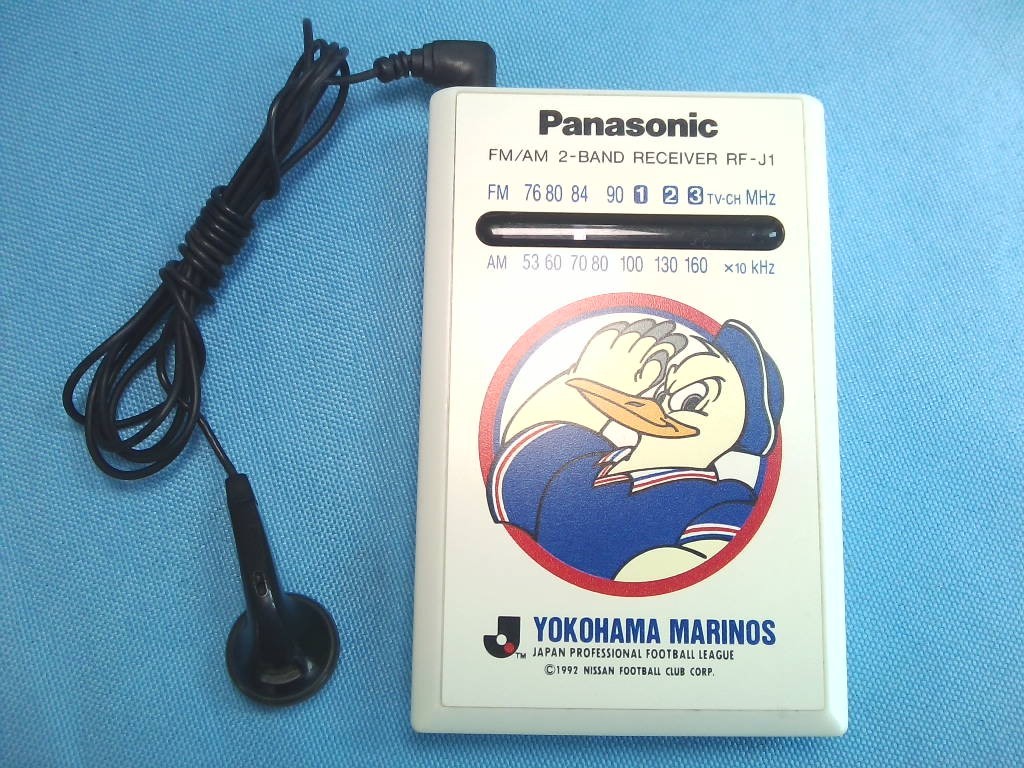 Panasonic
FM/AM 2-BAND RECEIVER RF-J1
FM 76 80 84 90 1 2 3 TV-CH MHz
AM 53 60 70 80 100 130 160 ×10 kHz
YOKOHAMA MARINOS
JAPAN PROFESSIONAL FOOTBALL LEAGUE
TM
©1992 NISSAN FOOTBALL CLUB CORP.